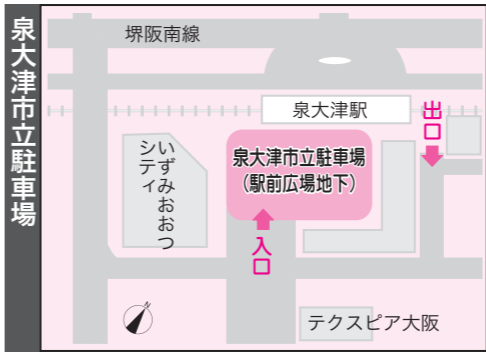 泉大津市立駐車場
堺阪南線
泉大津駅
出口
いずみおおつ
シティ
泉大津市立駐車場
（駅前広場地下）
入口
N
テクスピア大阪